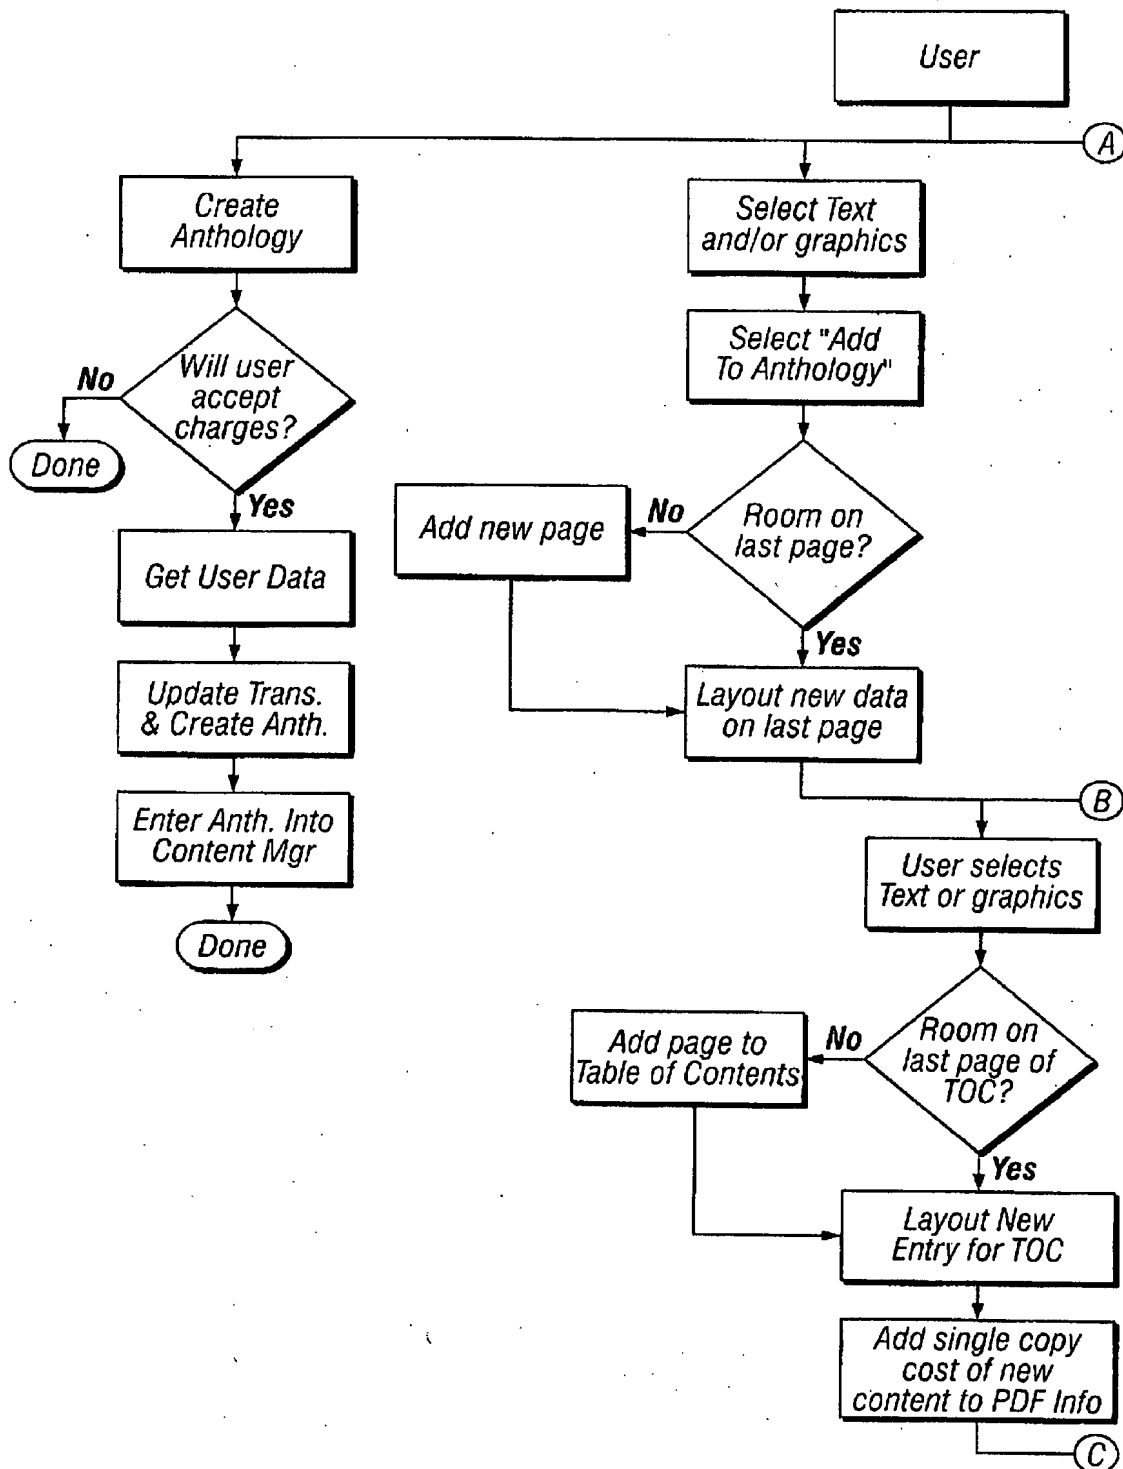 User
A
Create
Anthology
Select Text
and/or graphics
Will user
accept
charges?
No
Done
Select "Add
To Anthology"
Yes
Add new page
No
Room on
last page?
Get User Data
Yes
Update Trans.
& Create Anth.
Layout new data
on last page
Enter Anth. Into
Content Mgr
B
Done
User selects
Text or graphics
Add page to
Table of Contents
No
Room on
last page of
TOC?
Yes
Layout New
Entry for TOC
Add single copy
cost of new
content to PDF Info
C